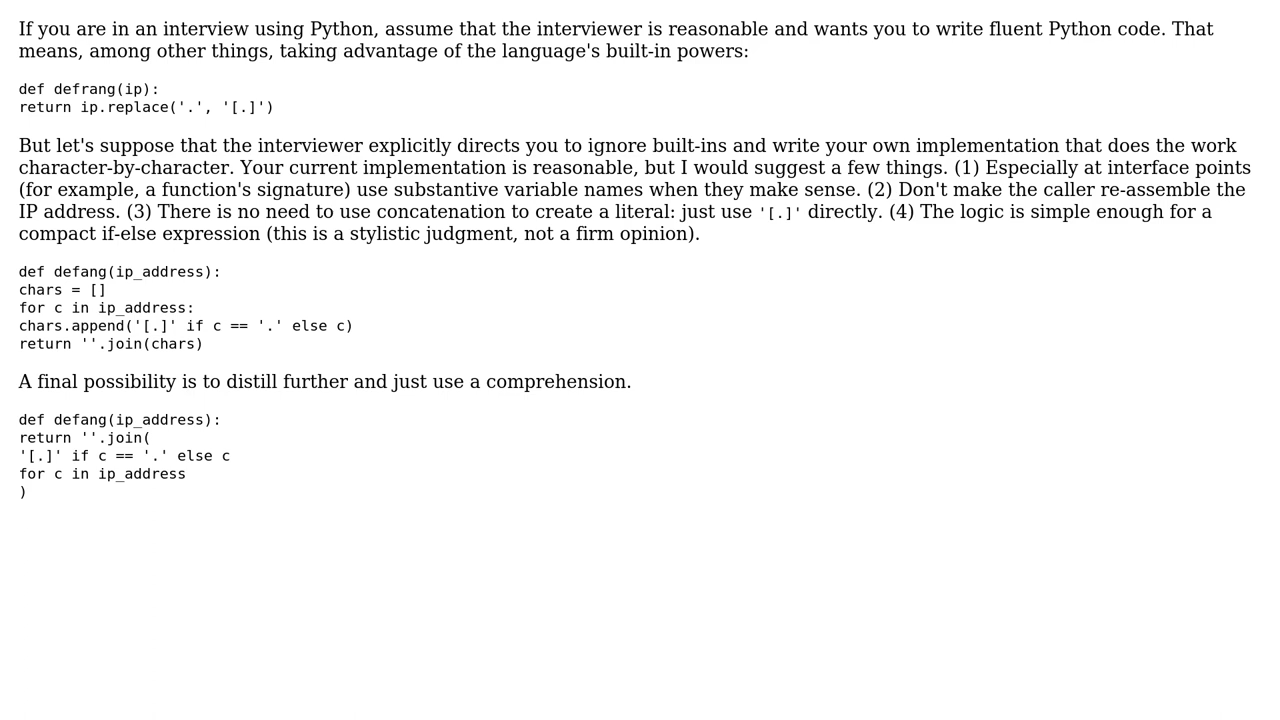 If you are in an interview using Python, assume that the interviewer is reasonable and wants you to write fluent Python code. That
means, among other things, taking advantage of the language's built-in powers:
def defrang(ip):
return ip.replace('.', '[.]')
But let's suppose that the interviewer explicitly directs you to ignore built-ins and write your own implementation that does the work
character-by-character. Your current implementation is reasonable, but I would suggest a few things. (1) Especially at interface points
(for example, a function's signature) use substantive variable names when they make sense. (2) Don't make the caller re-assemble the
IP address. (3) There is no need to use concatenation to create a literal: just use '[.]' directly. (4) The logic is simple enough for a
compact if-else expression (this is a stylistic judgment, not a firm opinion).
def defang(ip_address):
chars = []
for c in ip_address:
chars.append('[.]' if c == '.' else c)
return ''.join(chars)
A final possibility is to distill further and just use a comprehension.
def defang(ip_address):
return ''.join(
'[.]' if c == '.' else c
for c in ip_address
)